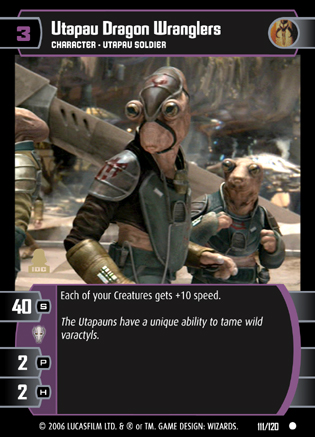 3
Utapau Dragon Wranglers
CHARACTER • UTAPAU SOLDIER
100
40 S
Each of your Creatures gets +10 speed.
The Utapauns have a unique ability to tame wild
varactyls.
2 P
2 H
© 2006 LUCASFILM LTD. & ® or TM. GAME DESIGN: WIZARDS.
111/120